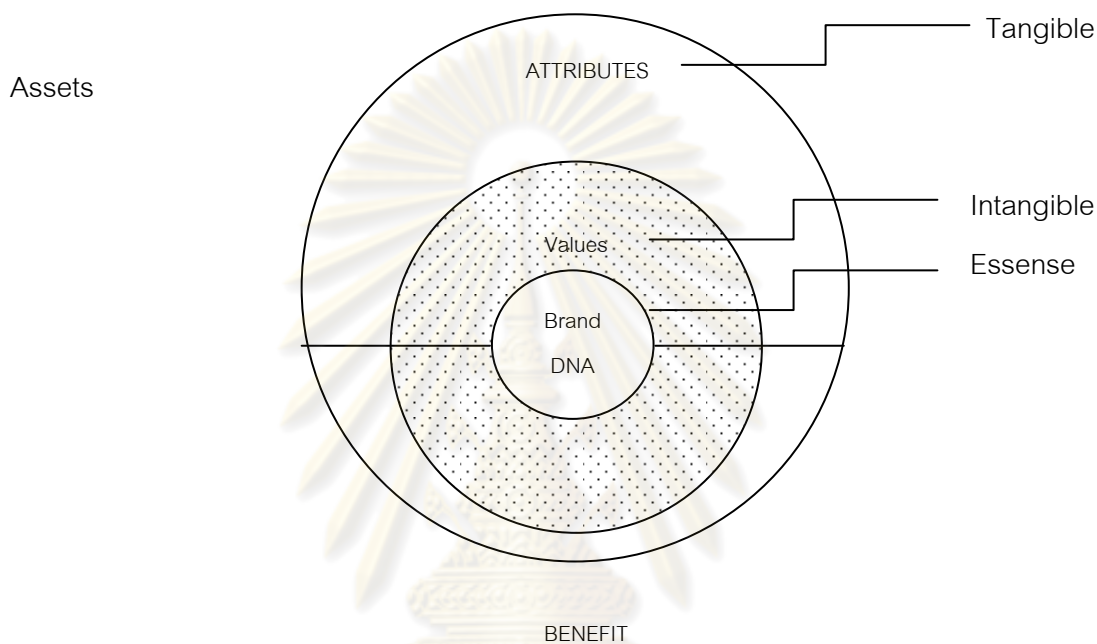 Tangible
ATTRIBUTES
Assets
Intangible
Values
Essense
Brand
DNA
BENEFIT